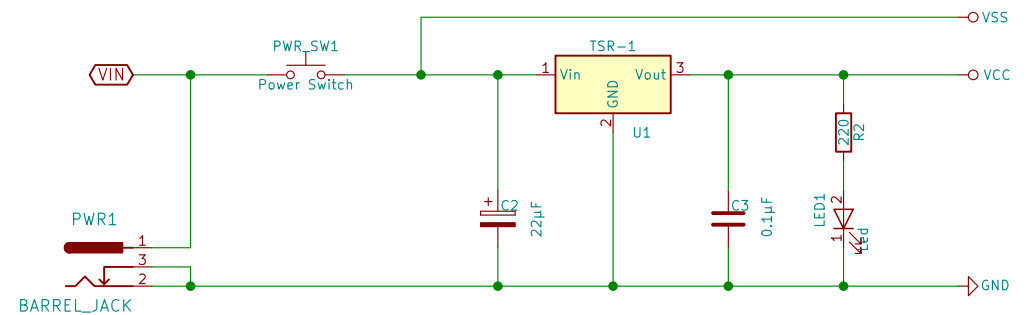 VSS
PWR_SW1
TSR-1
VIN
1
Vin
Vout
3
VCC
Power Switch
GND
2
U1
220
R2
PWR1
+
C2
22µF
C3
0.1µF
LED1
2
1
Led
1
3
2
GND
BARREL_JACK